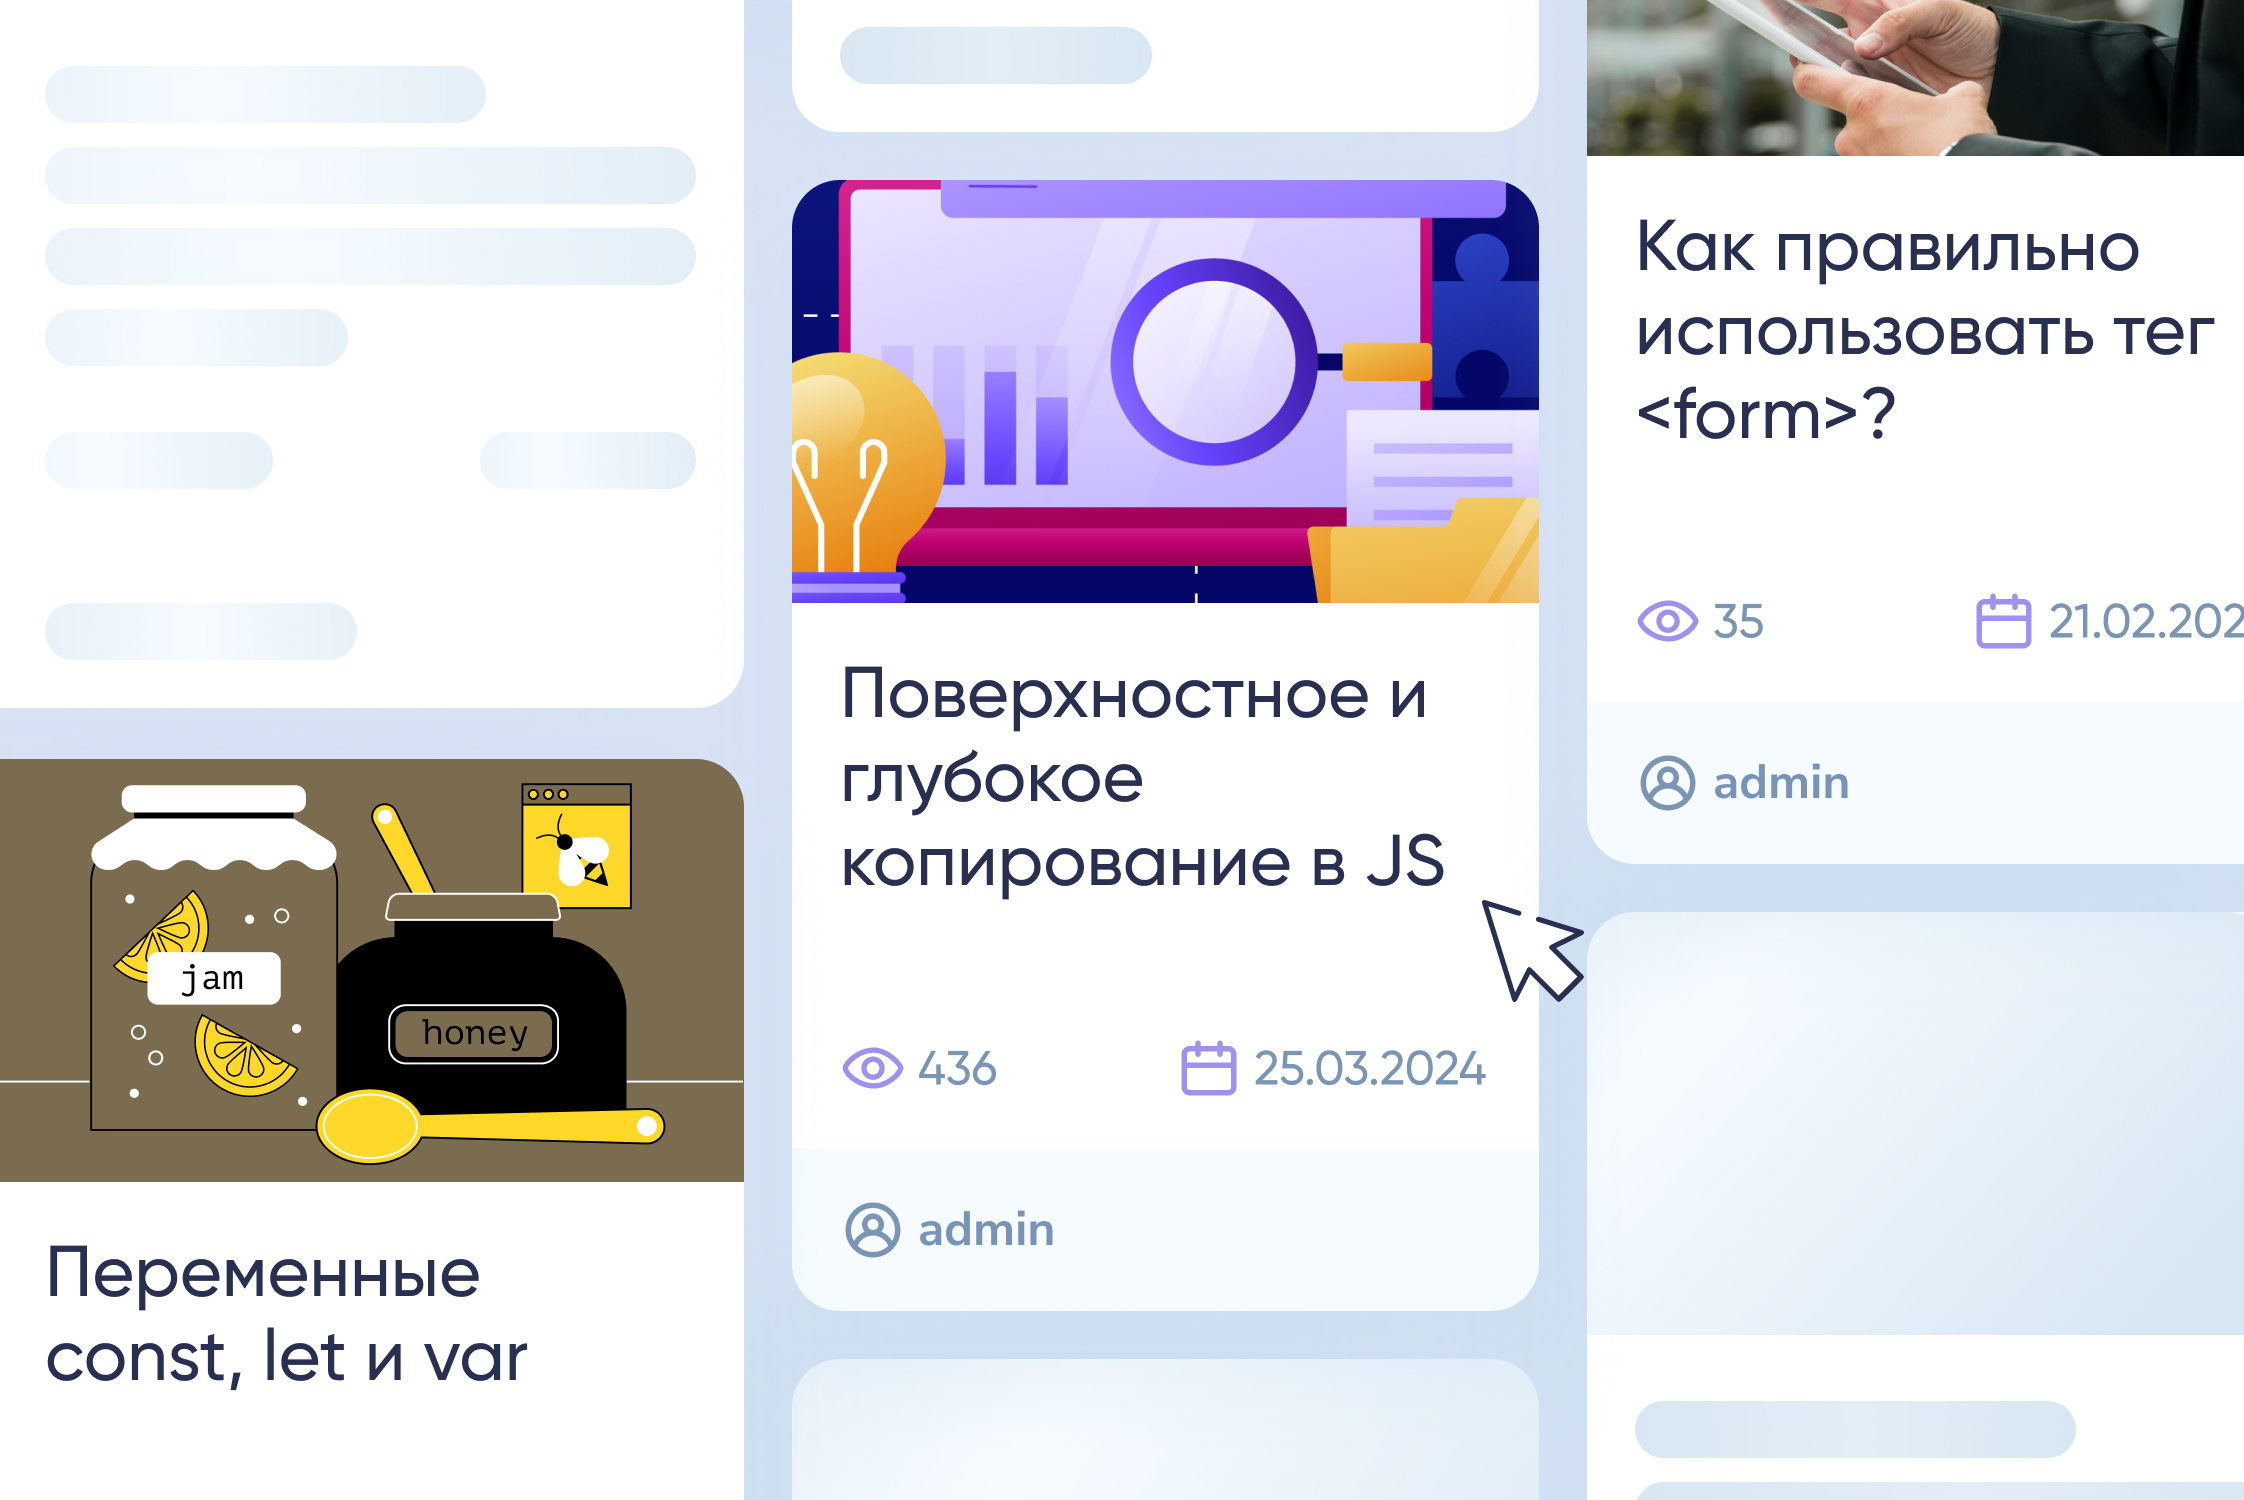 jam
honey
Переменные
const, let и var
Поверхностное и
глубокое
копирование в JS
436
25.03.2024
admin
Как правильно
использовать тег
<form>?
35
21.02.202
admin